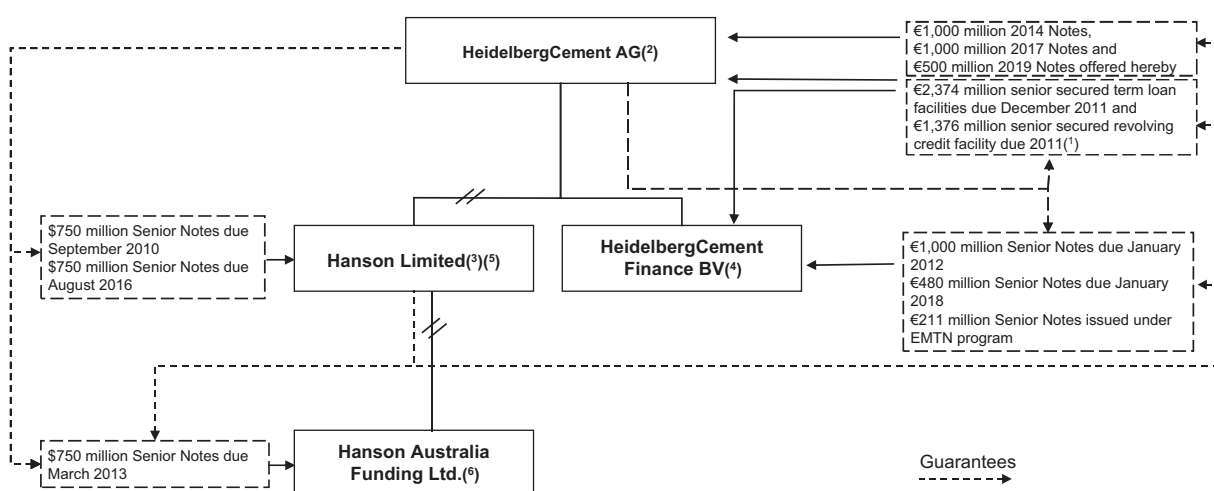 HeidelbergCement AG(²)
€1,000 million 2014 Notes,
€1,000 million 2017 Notes and
€500 million 2019 Notes offered hereby
€2,374 million senior secured term loan
facilities due December 2011 and
€1,376 million senior secured revolving
credit facility due 2011(¹)
$750 million Senior Notes due
September 2010
$750 million Senior Notes due
August 2016
Hanson Limited(³)(⁵)
HeidelbergCement
Finance BV(⁴)
€1,000 million Senior Notes due January
2012
€480 million Senior Notes due January
2018
€211 million Senior Notes issued under
EMTN program
$750 million Senior Notes due
March 2013
Hanson Australia
Funding Ltd.(⁶)
Guarantees